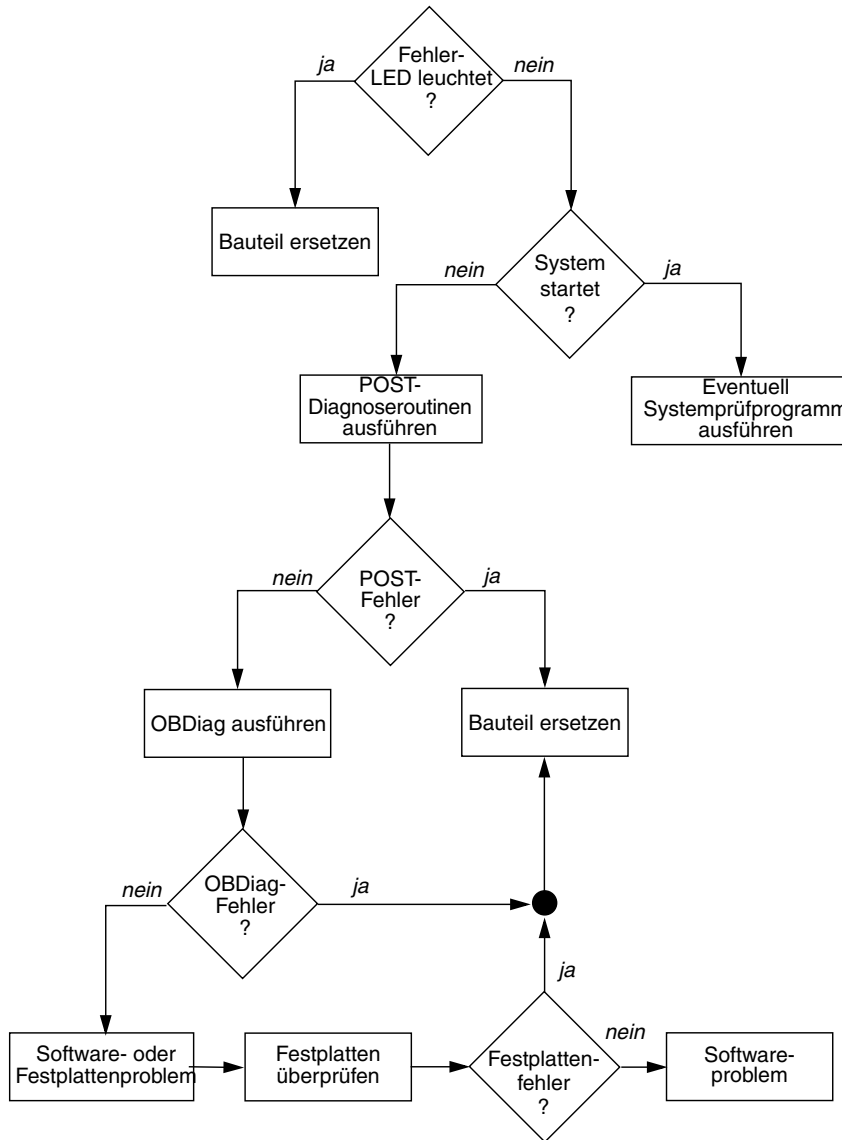 Fehler-
LED leuchtet
?
ja
nein
Bauteil ersetzen
System
startet
?
nein
ja
POST-
Diagnoseroutinen
ausführen
Eventuell
Systemprüfprogramm
ausführen
POST-
Fehler
?
nein
ja
OBDiag ausführen
Bauteil ersetzen
OBDiag-
Fehler
?
nein
ja
ja
Software- oder
Festplattenproblem
Festplatten
überprüfen
Festplatten-
fehler
?
nein
Software-
problem